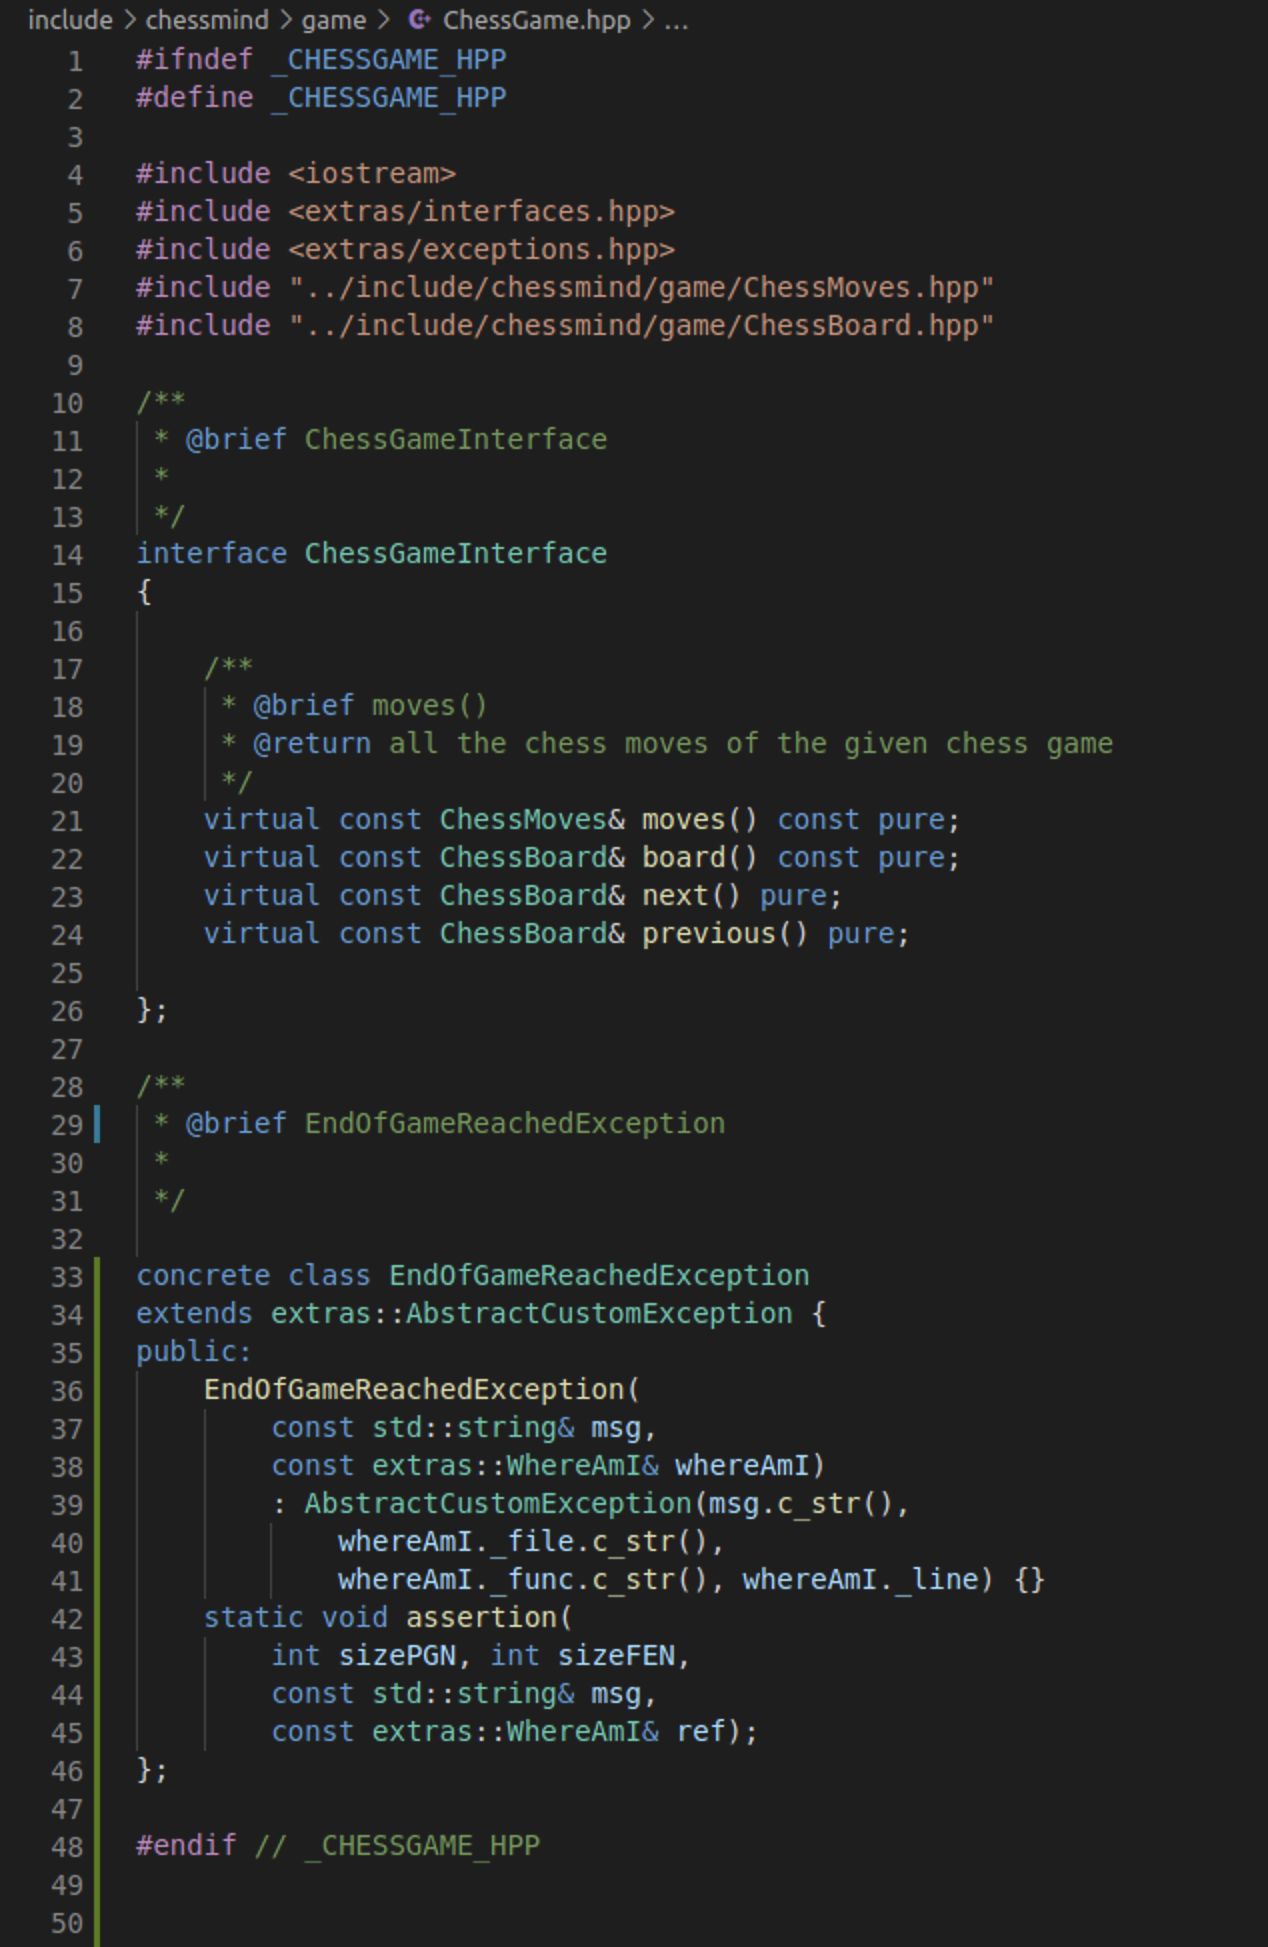 include > chessmind > game > ChessGame.hpp > ...
1 #ifndef _CHESSGAME_HPP
2 #define _CHESSGAME_HPP
3
4 #include <iostream>
5 #include <extras/interfaces.hpp>
6 #include <extras/exceptions.hpp>
7 #include "../include/chessmind/game/ChessMoves.hpp"
8 #include "../include/chessmind/game/ChessBoard.hpp"
9
10 /**
11  * @brief ChessGameInterface
12  *
13  */
14 interface ChessGameInterface
15 {
16
17     /**
18      * @brief moves()
19      * @return all the chess moves of the given chess game
20      */
21     virtual const ChessMoves& moves() const pure;
22     virtual const ChessBoard& board() const pure;
23     virtual const ChessBoard& next() pure;
24     virtual const ChessBoard& previous() pure;
25
26 };
27
28 /**
29  * @brief EndOfGameReachedException
30  *
31  */
32
33 concrete class EndOfGameReachedException
34 extends extras::AbstractCustomException {
35 public:
36     EndOfGameReachedException(
37         const std::string& msg,
38         const extras::WhereAmI& whereAmI)
39         : AbstractCustomException(msg.c_str(),
40             whereAmI._file.c_str(),
41             whereAmI._func.c_str(), whereAmI._line) {}
42     static void assertion(
43         int sizePGN, int sizeFEN,
44         const std::string& msg,
45         const extras::WhereAmI& ref);
46 };
47
48 #endif // _CHESSGAME_HPP
49
50